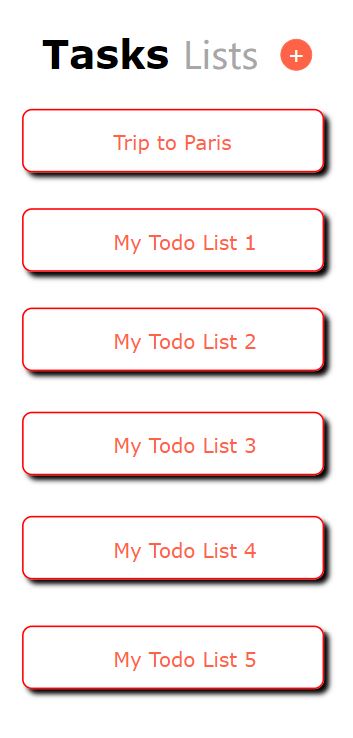 Tasks Lists +
Trip to Paris
My Todo List 1
My Todo List 2
My Todo List 3
My Todo List 4
My Todo List 5